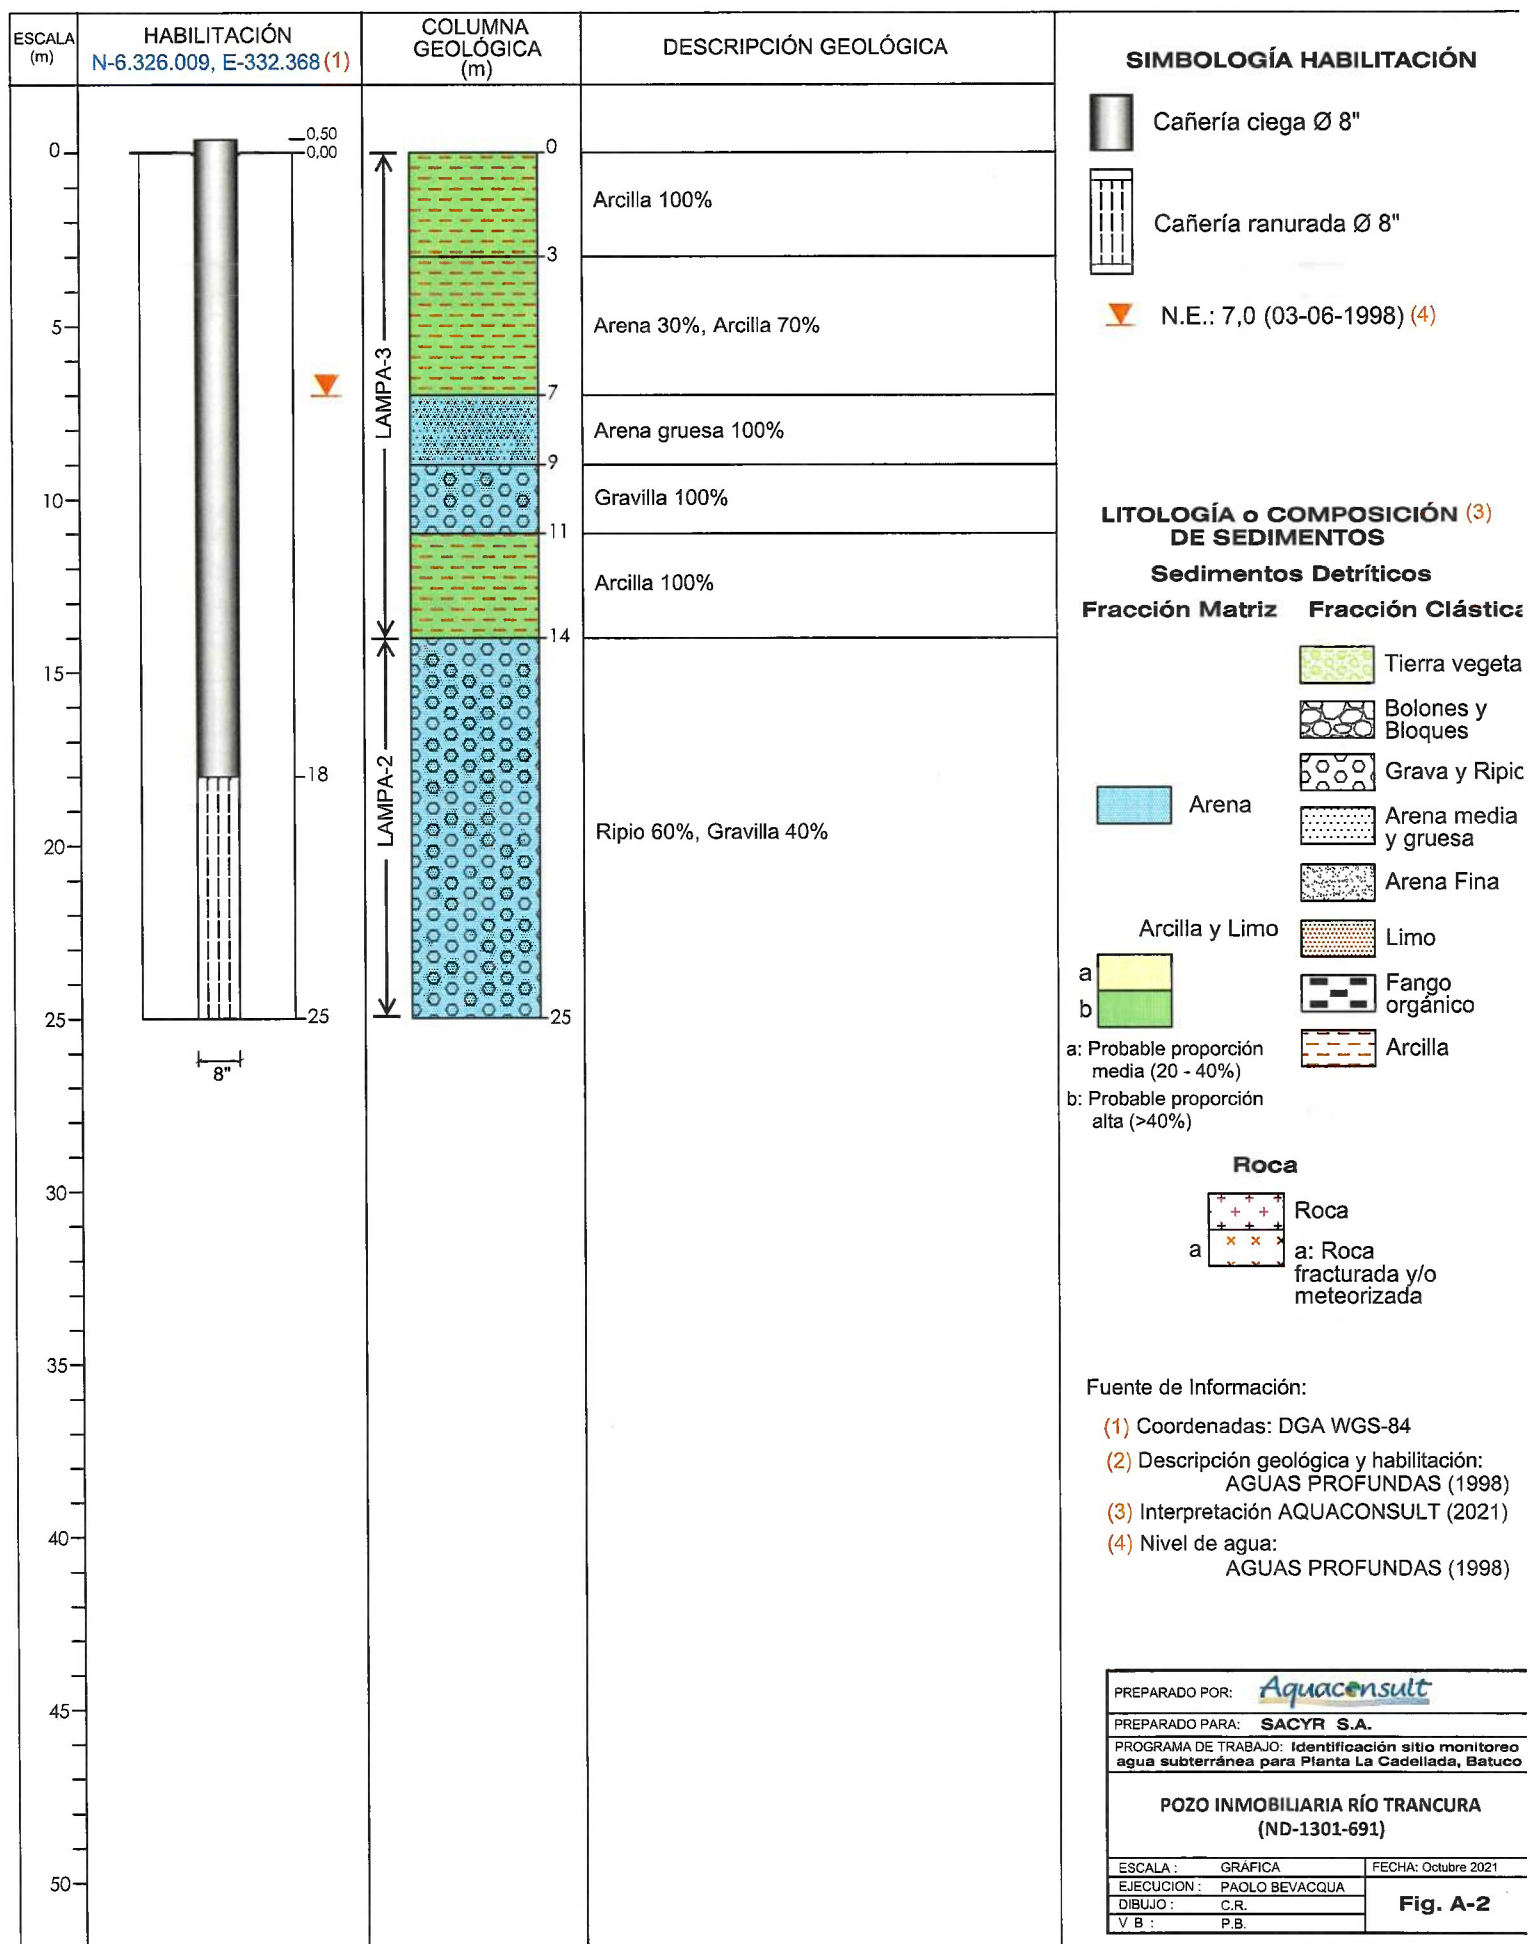 ESCALA
(m)
HABILITACIÓN
N-6.326.009, E-332.368 (1)
COLUMNA
GEOLÓGICA
(m)
DESCRIPCIÓN GEOLÓGICA
0
5
10
15
20
25
30
35
40
45
50
0,50
0,00
18
25
8"
LAMPA-3
LAMPA-2
0
3
7
9
11
14
25
Arcilla 100%
Arena 30%, Arcilla 70%
Arena gruesa 100%
Gravilla 100%
Arcilla 100%
Ripio 60%, Gravilla 40%
SIMBOLOGÍA HABILITACIÓN
Cañería ciega Ø 8"
Cañería ranurada Ø 8"
N.E.: 7,0 (03-06-1998) (4)
LITOLOGÍA o COMPOSICIÓN (3)
DE SEDIMENTOS
Sedimentos Detríticos
Fracción Matriz
Fracción Clástica
Arena
Arcilla y Limo
a
b
a: Probable proporción
media (20 - 40%)
b: Probable proporción
alta (>40%)
Tierra vegeta
Bolones y
Bloques
Grava y Ripio
Arena media
y gruesa
Arena Fina
Limo
Fango
orgánico
Arcilla
Roca
Roca
a
a: Roca
fracturada y/o
meteorizada
Fuente de Información:
(1) Coordenadas: DGA WGS-84
(2) Descripción geológica y habilitación:
AGUAS PROFUNDAS (1998)
(3) Interpretación AQUACONSULT (2021)
(4) Nivel de agua:
AGUAS PROFUNDAS (1998)
PREPARADO POR: Aquaconsult
PREPARADO PARA: SACYR S.A.
PROGRAMA DE TRABAJO: Identificación sitio monitoreo
agua subterránea para Planta La Cadellada, Batuco
POZO INMOBILIARIA RÍO TRANCURA
(ND-1301-691)
ESCALA : GRÁFICA
FECHA: Octubre 2021
EJECUCION : PAOLO BEVACQUA
DIBUJO : C.R.
V B : P.B.
Fig. A-2